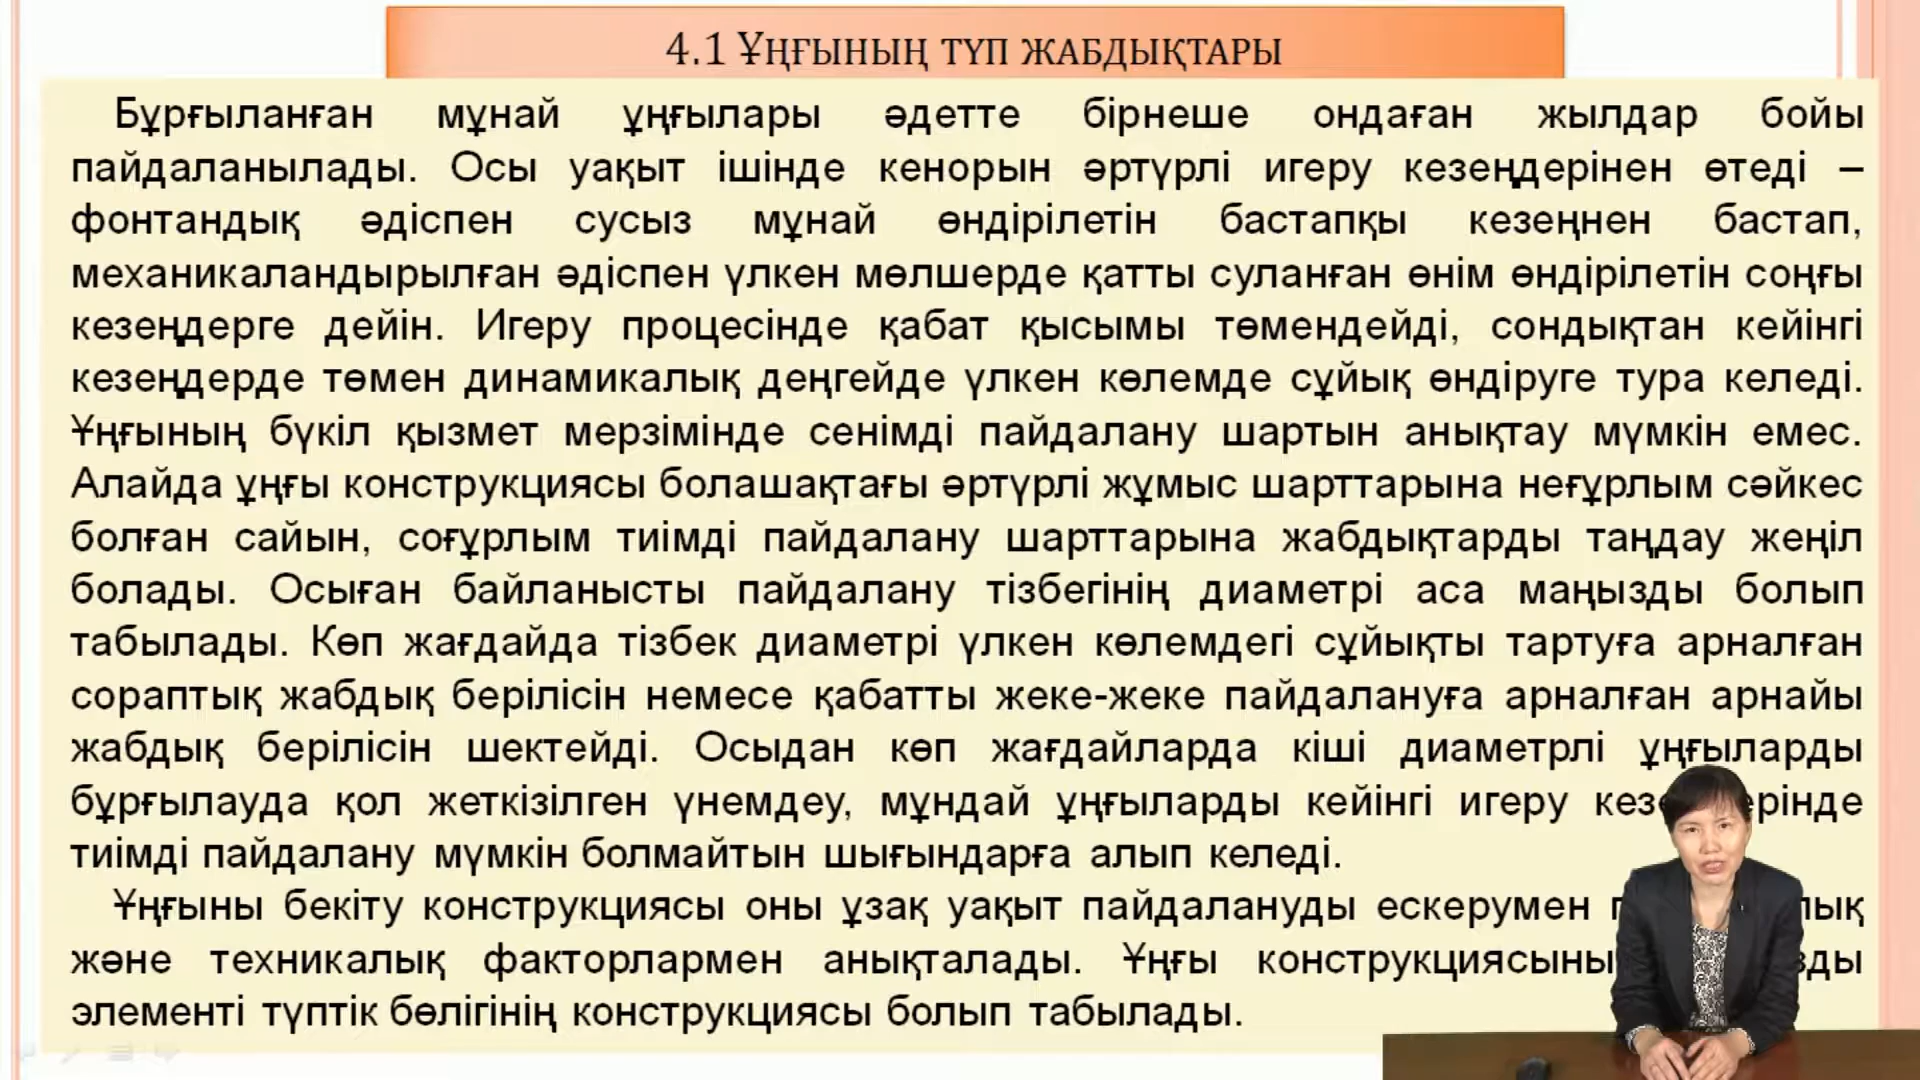 4.1 ҰҢҒЫНЫҢ ТҮП ЖАБДЫҚТАРЫ
Бұрғыланған мұнай ұңғылары әдетте бірнеше ондаған жылдар бойы
пайдаланылады. Осы уақыт ішінде кенорын әртүрлі игеру кезеңдерінен өтеді –
фонтандық әдіспен сусыз мұнай өндірілетін бастапқы кезеңнен бастап,
механикаландырылған әдіспен үлкен мөлшерде қатты суланған өнім өндірілетін соңғы
кезеңдерге дейін. Игеру процесінде қабат қысымы төмендейді, сондықтан кейінгі
кезеңдерде төмен динамикалық деңгейде үлкен көлемде сұйық өндіруге тура келеді.
Ұңғының бүкіл қызмет мерзімінде сенімді пайдалану шартын анықтау мүмкін емес.
Алайда ұңғы конструкциясы болашақтағы әртүрлі жұмыс шарттарына неғұрлым сәйкес
болған сайын, соғұрлым тиімді пайдалану шарттарына жабдықтарды таңдау жеңіл
болады. Осыған байланысты пайдалану тізбегінің диаметрі аса маңызды болып
табылады. Көп жағдайда тізбек диаметрі үлкен көлемдегі сұйықты тартуға арналған
сораптық жабдық берілісін немесе қабатты жеке-жеке пайдалануға арналған арнайы
жабдық берілісін шектейді. Осыдан көп жағдайларда кіші диаметрлі ұңғыларды
бұрғылауда қол жеткізілген үнемдеу, мұндай ұңғыларды кейінгі игеру
тиімді пайдалану мүмкін болмайтын шығындарға алып келеді.
Ұңғыны бекіту конструкциясы оны ұзақ уақыт пайдалануды ескерумен
және техникалық факторлармен анықталады. Ұңғы
элементі түптік бөлігінің конструкциясы болып табылады.